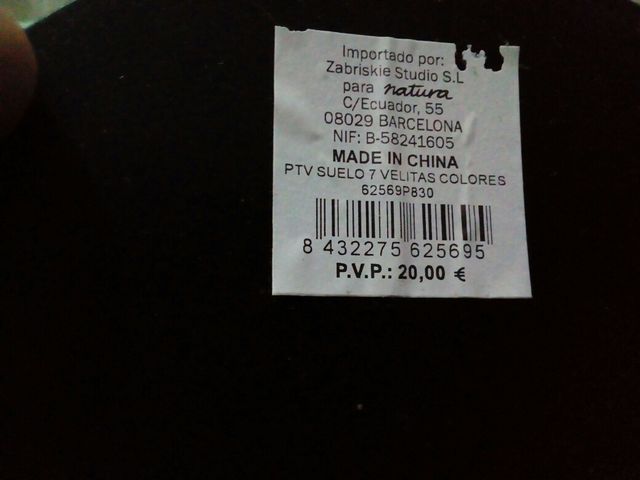 Importado por:
Zabriskie Studio S.L
para natura
C/Ecuador, 55
08029 BARCELONA
NIF: B-58241605
MADE IN CHINA
PTV SUELO 7 VELITAS COLORES
62569P830
8 432275 625695
P.V.P.: 20,00 €